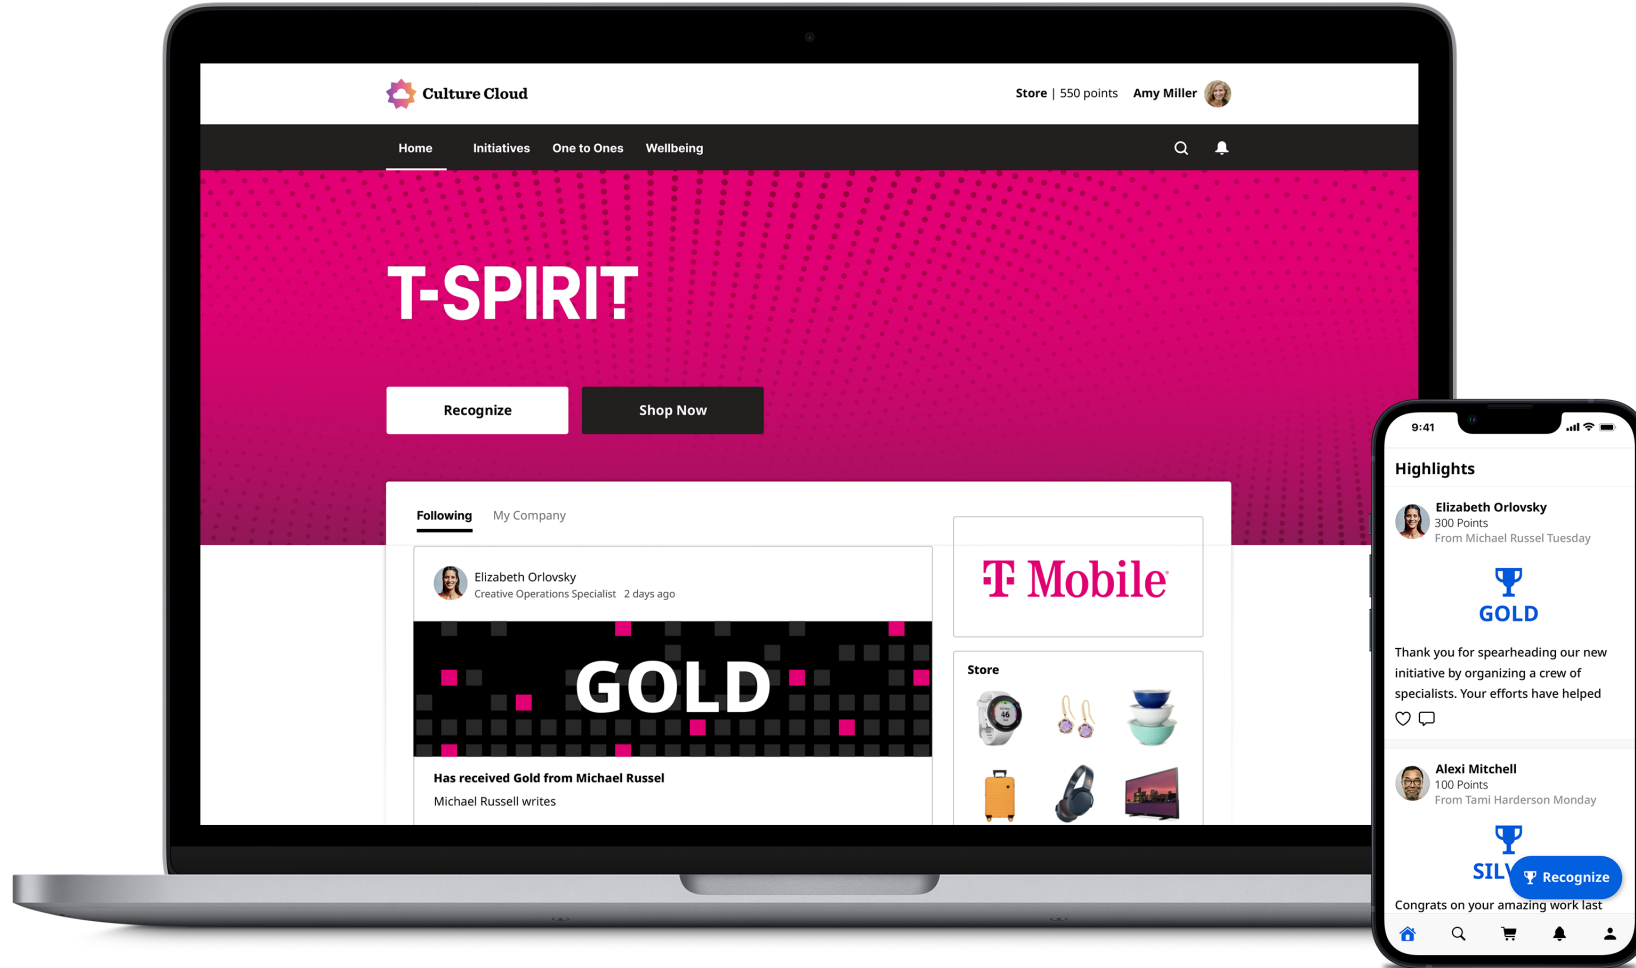 Culture Cloud
Store | 550 points Amy Miller
Home Initiatives One to Ones Wellbeing
T-SPIRIT
Recognize Shop Now
Following My Company
Elizabeth Orlovsky
Creative Operations Specialist 2 days ago
GOLD
Has received Gold from Michael Russel
Michael Russell writes
T Mobile
Store
46
9:41
Highlights
Elizabeth Orlovsky
300 Points
From Michael Russel Tuesday
GOLD
Thank you for spearheading our new
initiative by organizing a crew of
specialists. Your efforts have helped
Alexi Mitchell
100 Points
From Tami Harderson Monday
SILV
Recognize
Congrats on your amazing work last